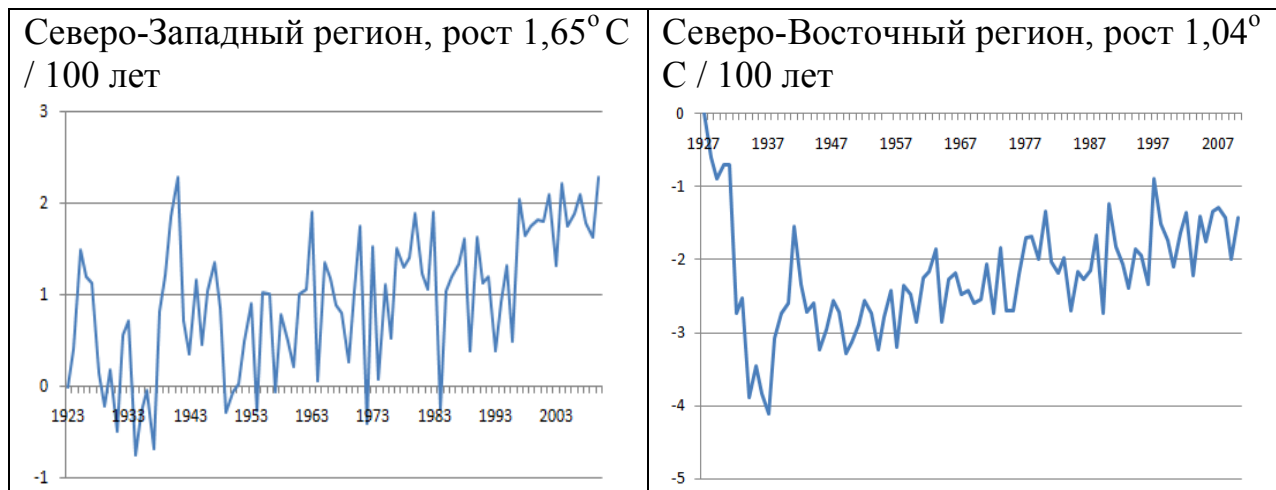 Северо-Западный регион, рост 1,65° С
/ 100 лет
3
2
1
0
-1
1923 1933 1943 1953 1963 1973 1983 1993 2003
Северо-Восточный регион, рост 1,04°
С / 100 лет
0
-1
-2
-3
-4
-5
1927 1937 1947 1957 1967 1977 1987 1997 2007